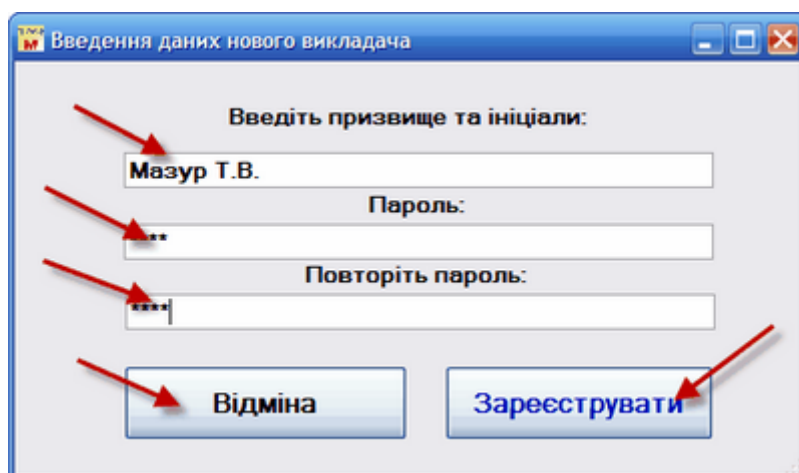 Введення даних нового викладача
Введіть призвище та ініціали:
Мазур Т.В.
Пароль:
****
Повторіть пароль:
****
Відміна
Зареєструвати